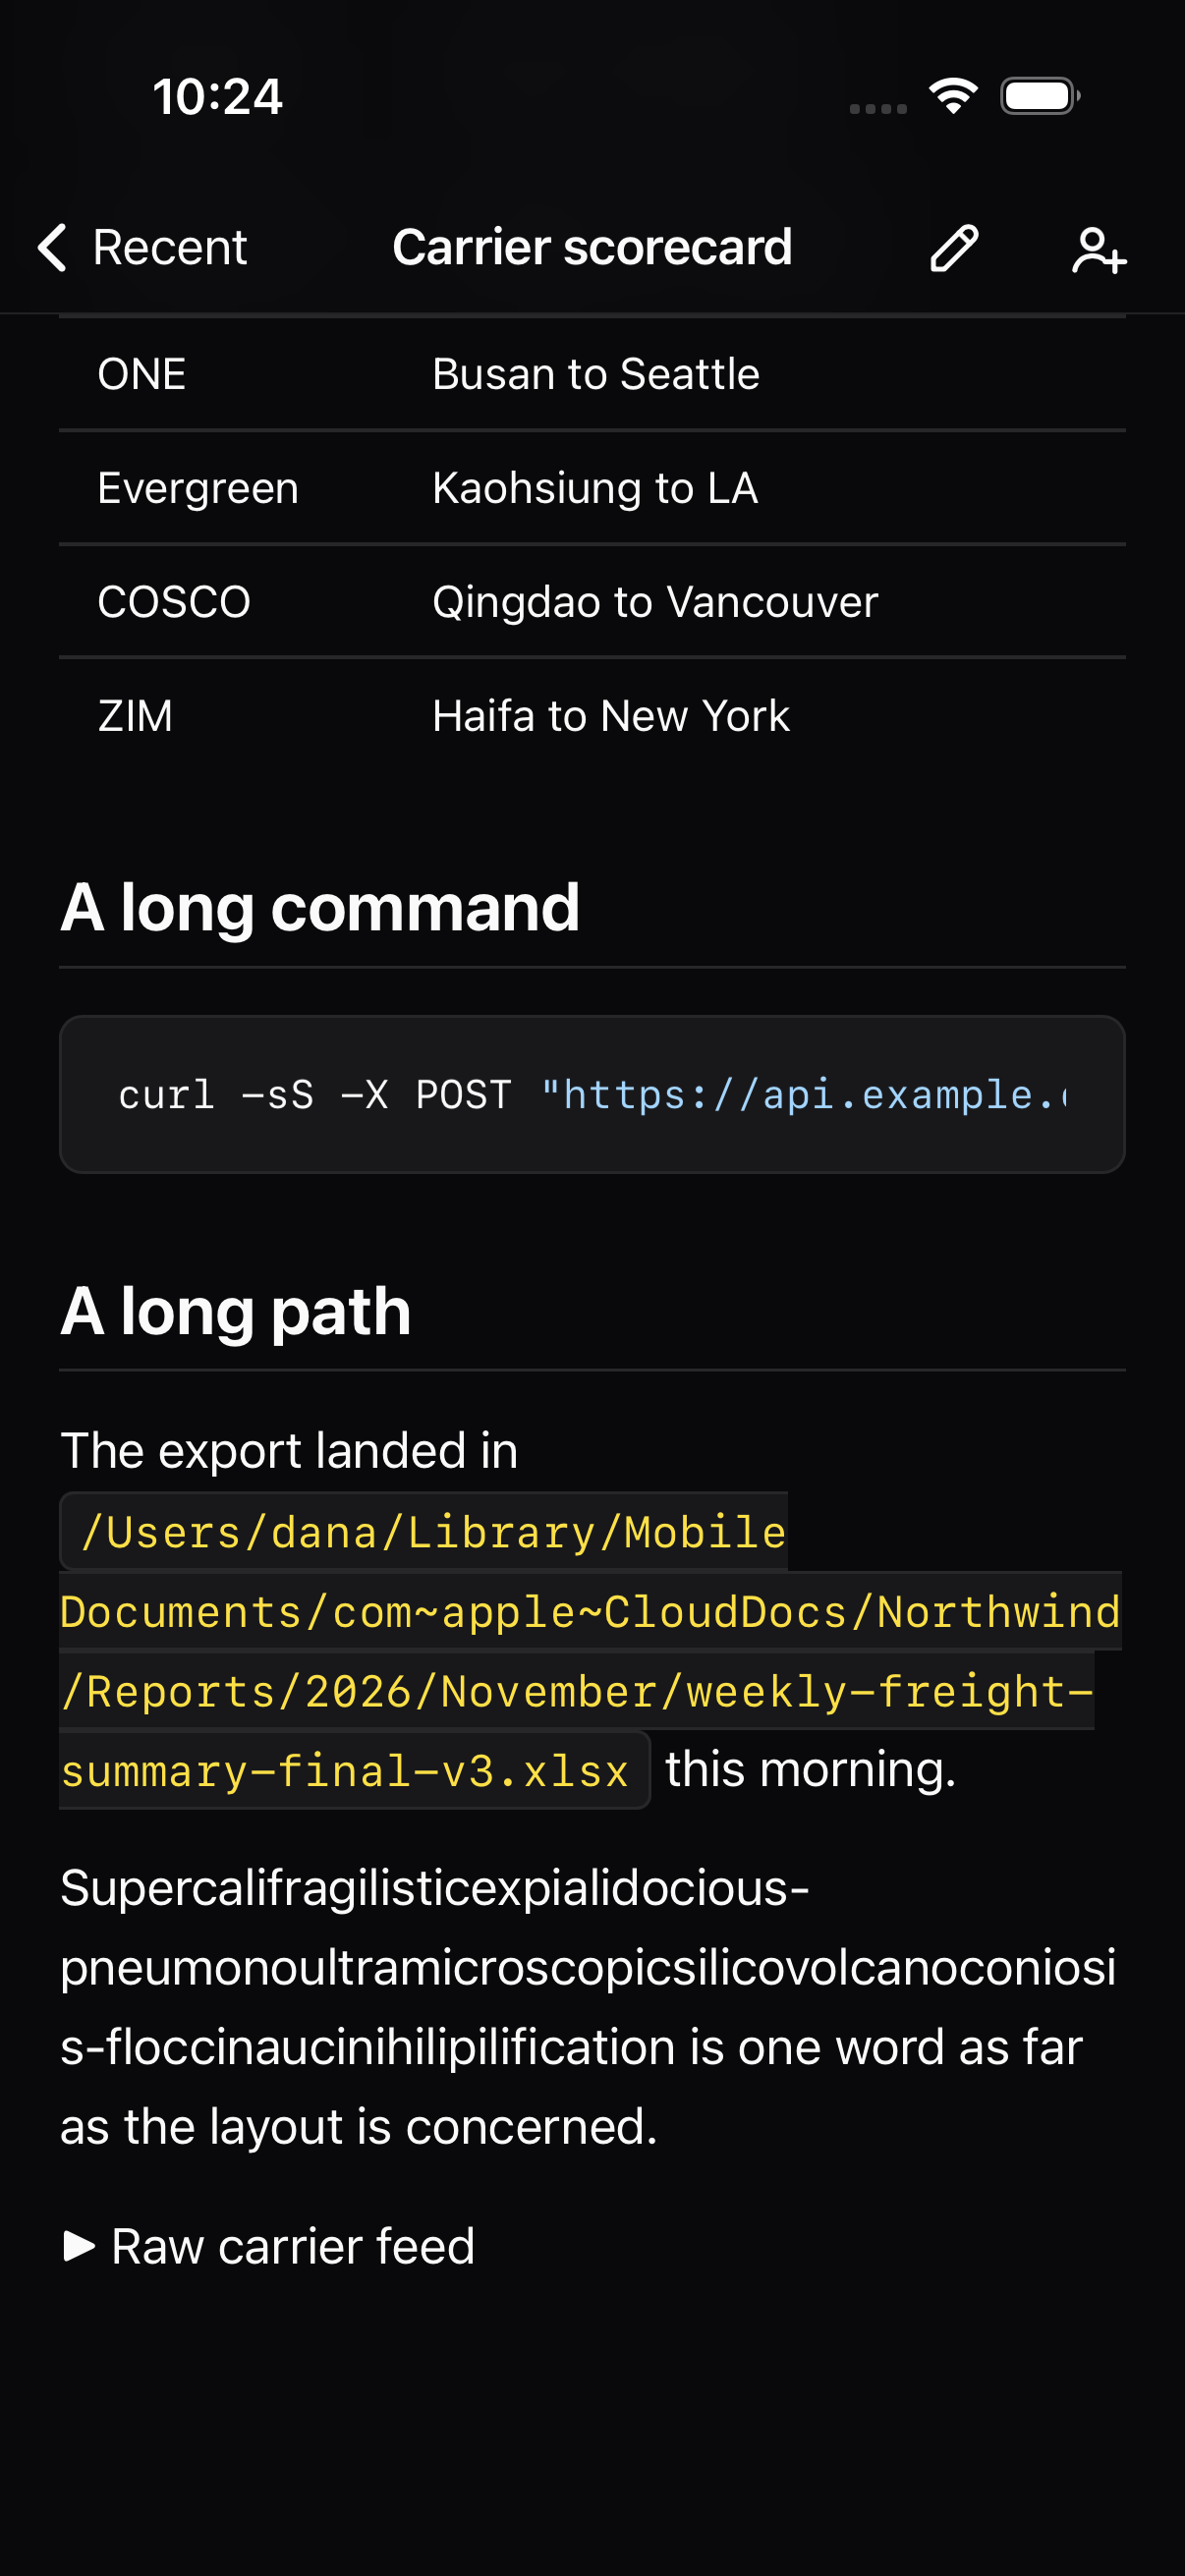 10:24
Recent
Carrier scorecard
ONE Busan to Seattle
Evergreen Kaohsiung to LA
COSCO Qingdao to Vancouver
ZIM Haifa to New York
A long command
curl -sS -X POST "https://api.example.
A long path
The export landed in
/Users/dana/Library/Mobile
Documents/com~apple~CloudDocs/Northwind
/Reports/2026/November/weekly-freight-
summary-final-v3.xlsx this morning.
Supercalifragilisticexpialidocious-
pneumonoultramicroscopicsilicovolcanoconiosi
s-floccinaucinihilipilification is one word as far
as the layout is concerned.
Raw carrier feed